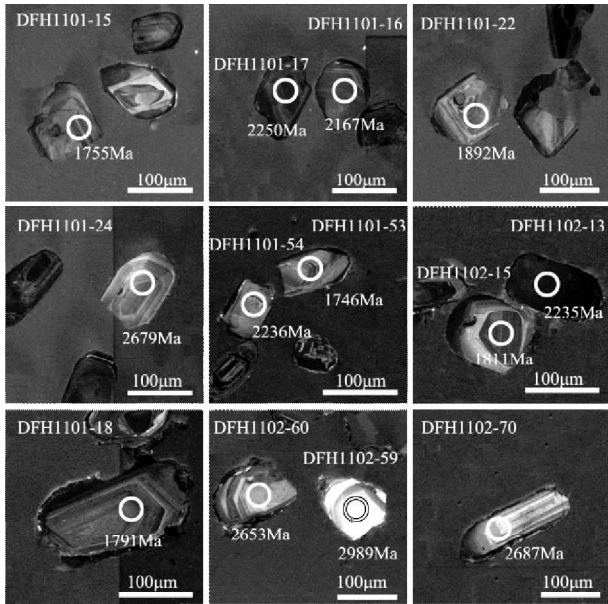 DFH1101-15
1755Ma
100μm
DFH1101-16
DFH1101-17
2250Ma
2167Ma
100μm
DFH1101-22
1892Ma
100μm
DFH1101-24
2679Ma
100μm
DFH1101-53
DFH1101-54
1746Ma
2236Ma
100μm
DFH1102-13
DFH1102-15
2235Ma
1811Ma
100μm
DFH1101-18
1791Ma
100μm
DFH1102-60
DFH1102-59
2653Ma
2989Ma
100μm
DFH1102-70
2687Ma
100μm